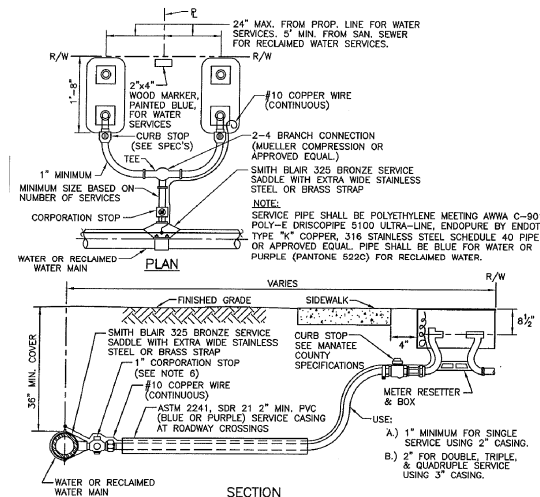 PL
24" MAX. FROM PROP. LINE FOR WATER
SERVICES. 5' MIN. FROM SAN. SEWER
FOR RECLAIMED WATER SERVICES.
R/W
R/W
1'-8"
2"x4"
WOOD MARKER,
PAINTED BLUE,
FOR WATER
SERVICES
#10 COPPER WIRE
(CONTINUOUS)
CURB STOP
(SEE SPEC'S)
2-4 BRANCH CONNECTION
(MUELLER COMPRESSION OR
APPROVED EQUAL.)
TEE
1" MINIMUM
SMITH BLAIR 325 BRONZE SERVICE
SADDLE WITH EXTRA WIDE STAINLESS
STEEL OR BRASS STRAP
MINIMUM SIZE BASED ON
NUMBER OF SERVICES
CORPORATION STOP
NOTE:
SERVICE PIPE SHALL BE POLYETHYLENE MEETING AWWA C-90
POLY-E DRISCOPIPE 5100 ULTRA-LINE, ENDOPURE BY ENDOT
TYPE "K" COPPER, 316 STAINLESS STEEL SCHEDULE 40 PIPE
OR APPROVED EQUAL. PIPE SHALL BE BLUE FOR WATER OR
PURPLE (PANTONE 522C) FOR RECLAIMED WATER.
WATER OR RECLAIMED
WATER MAIN
PLAN
VARIES
R/W
FINISHED GRADE
SIDEWALK
8½"
4"
36" MIN. COVER
SMITH BLAIR 325 BRONZE SERVICE
SADDLE WITH EXTRA WIDE STAINLESS
STEEL OR BRASS STRAP
CURB STOP
SEE MANATEE
COUNTY
SPECIFICATIONS
1" CORPORATION STOP
(SEE NOTE 6)
#10 COPPER WIRE
(CONTINUOUS)
METER RESETTER
& BOX
ASTM 2241, SDR 21 2" MIN. PVC
(BLUE OR PURPLE) SERVICE CASING
AT ROADWAY CROSSINGS
USE:
A.) 1" MINIMUM FOR SINGLE
SERVICE USING 2" CASING.
B.) 2" FOR DOUBLE, TRIPLE,
& QUADRUPLE SERVICE
USING 3" CASING.
WATER OR RECLAIMED
WATER MAIN
SECTION